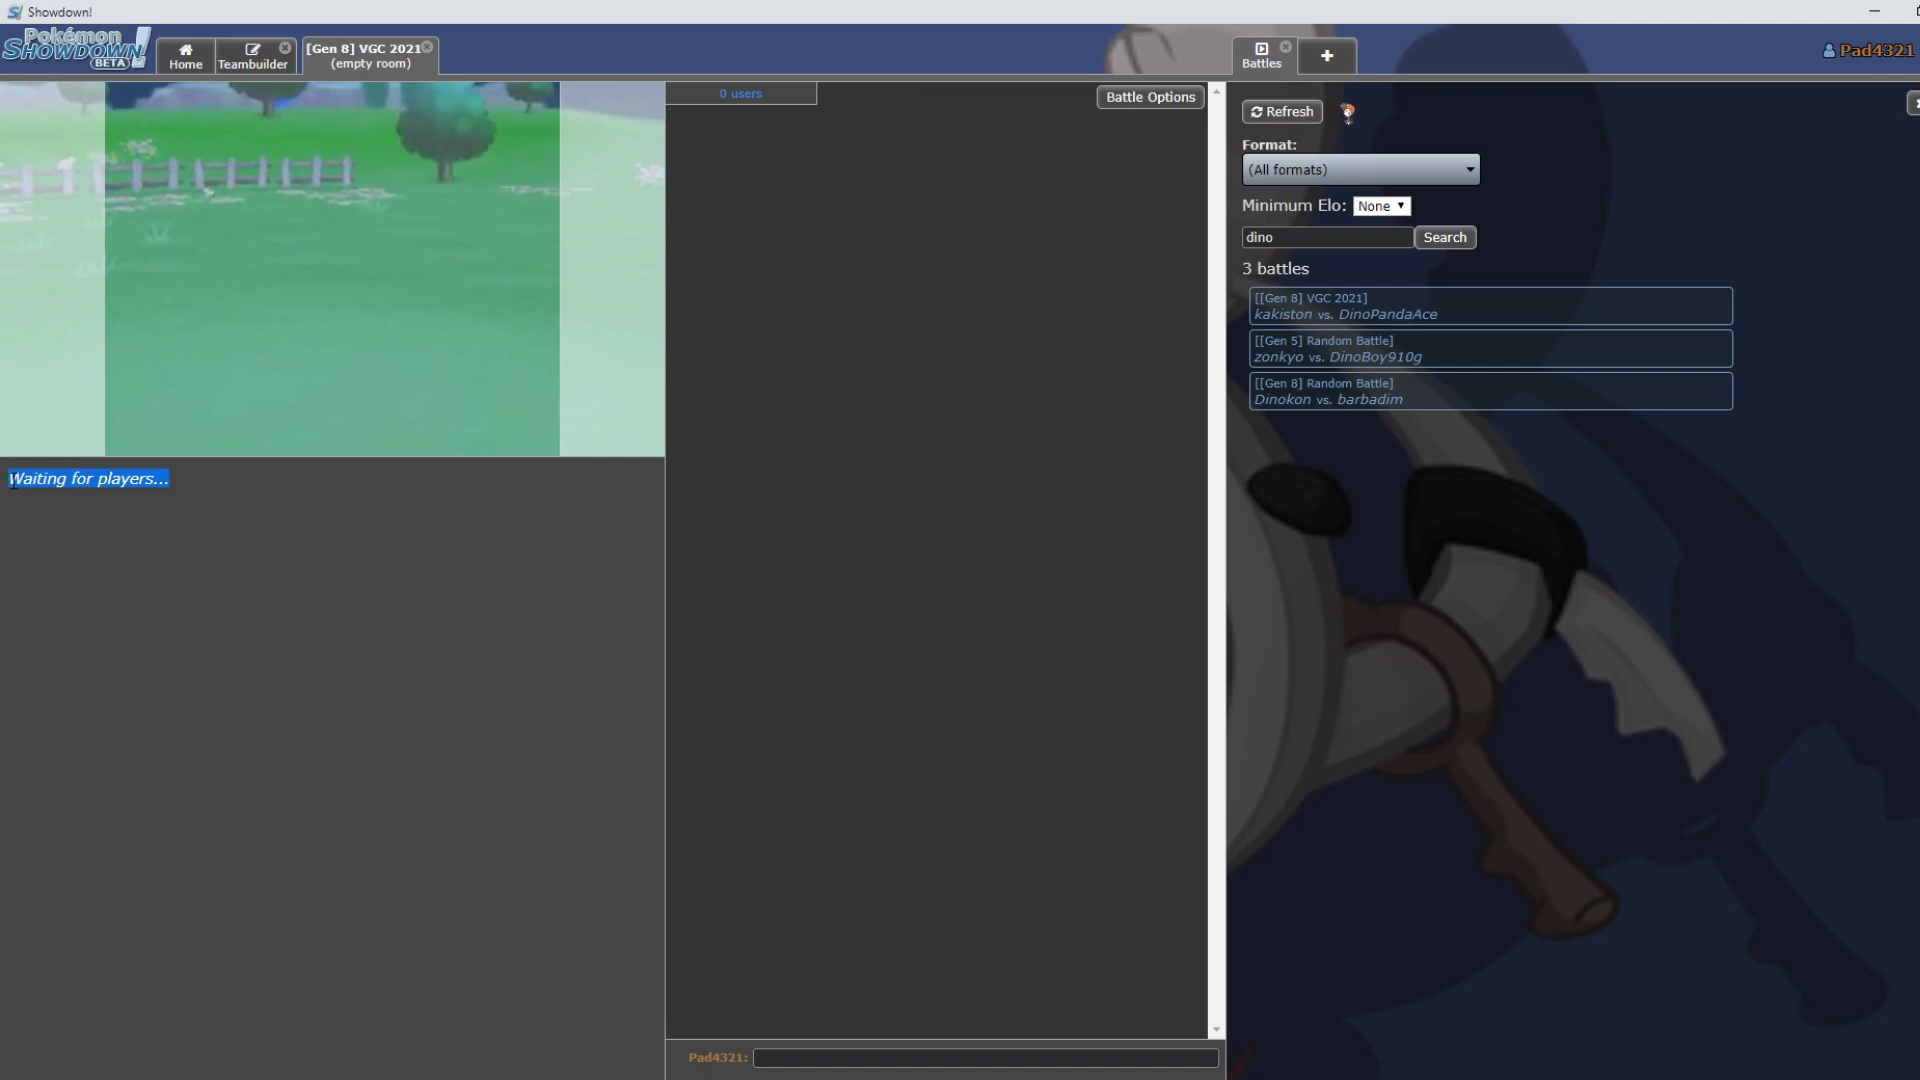 Showdown!
Pokémon
SHOWDOWN!
BETA
Home
Teambuilder
[Gen 8] VGC 2021
(empty room)
Battles
Pad4321
0 users
Battle Options
Refresh
Format:
(All formats)
Minimum Elo: None
dino Search
3 battles
[[Gen 8] VGC 2021]
kakiston vs. DinoPandaAce
[[Gen 5] Random Battle]
zonkyo vs. DinoBoy910g
[[Gen 8] Random Battle]
Dinokon vs. barbadim
Waiting for players...
Pad4321: